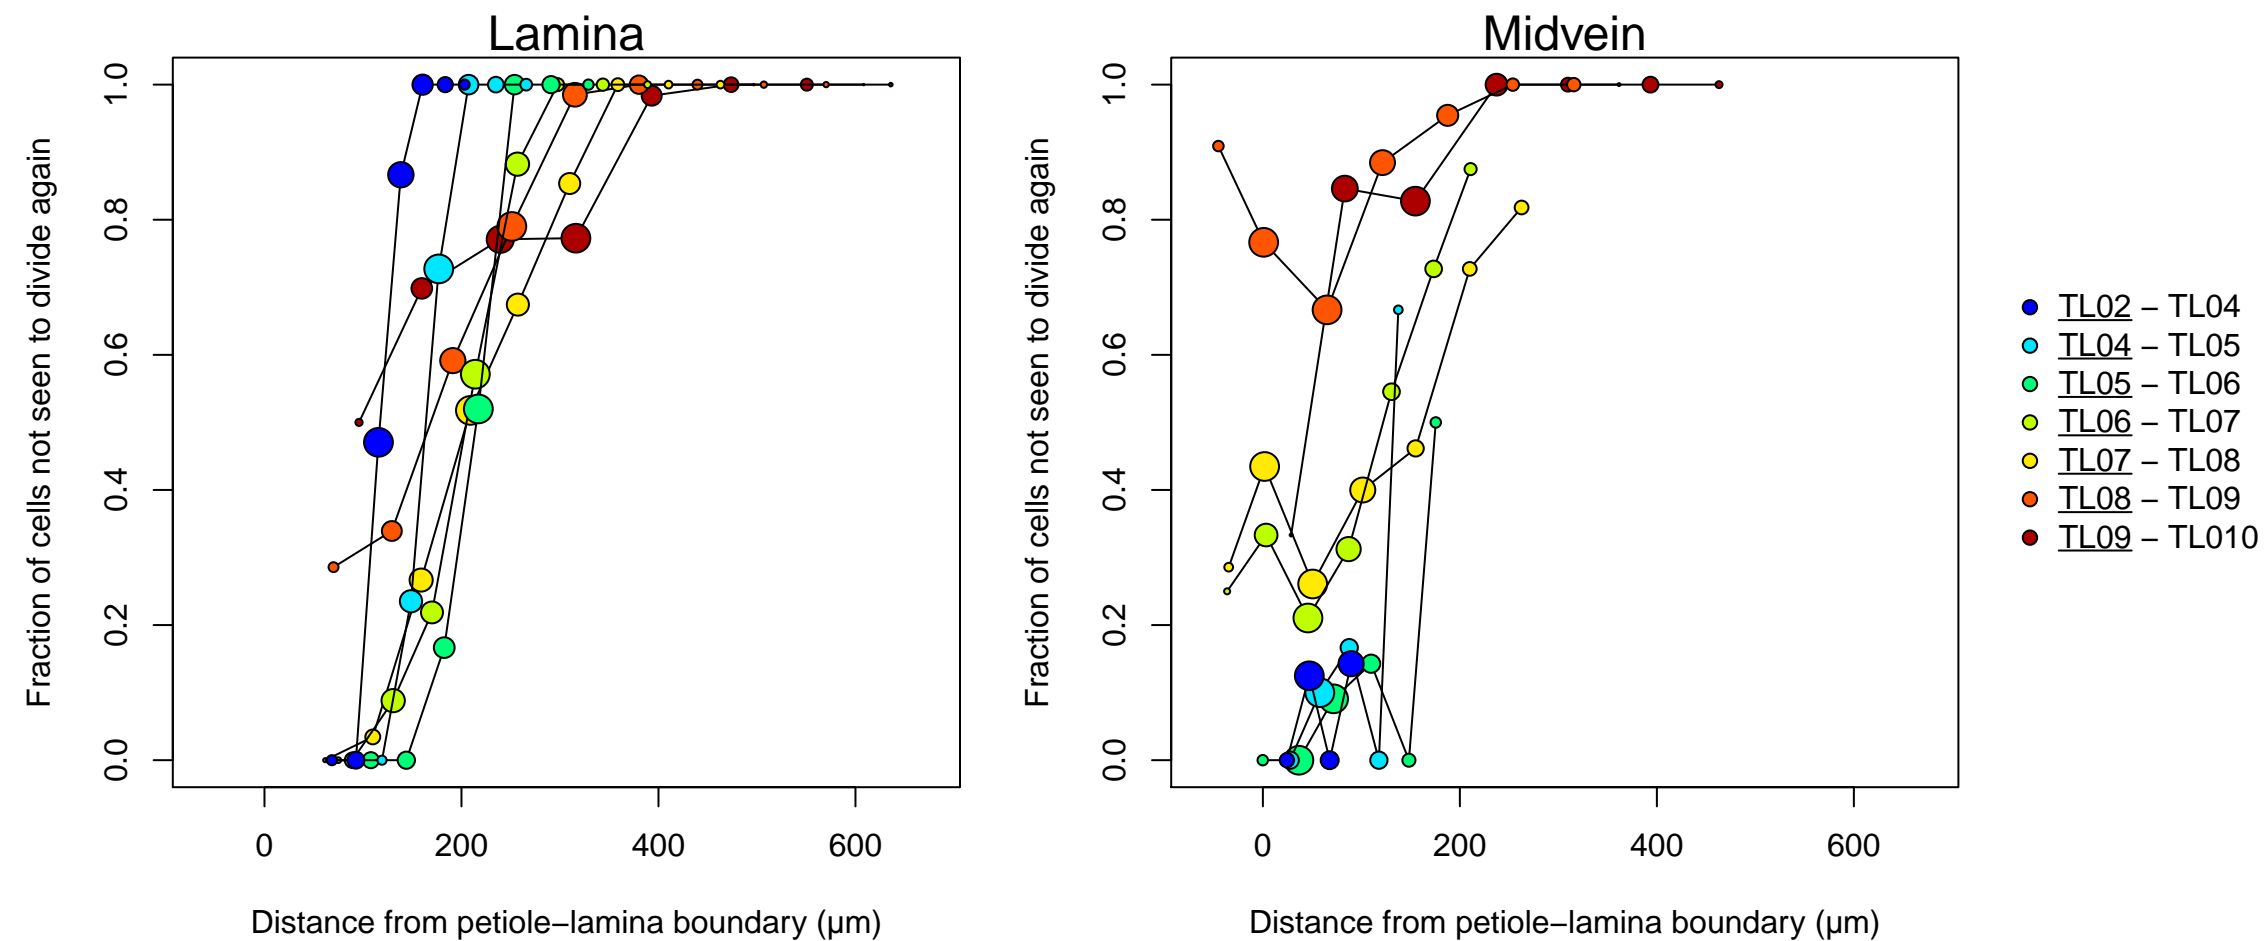 Lamina
Midvein
Fraction of cells not seen to divide again
1.0
0.8
0.6
0.4
0.2
0.0
0
200
400
600
Distance from petiole−lamina boundary (µm)
Fraction of cells not seen to divide again
1.0
0.8
0.6
0.4
0.2
0.0
0
200
400
600
Distance from petiole−lamina boundary (µm)
TL02 − TL04
TL04 − TL05
TL05 − TL06
TL06 − TL07
TL07 − TL08
TL08 − TL09
TL09 − TL010